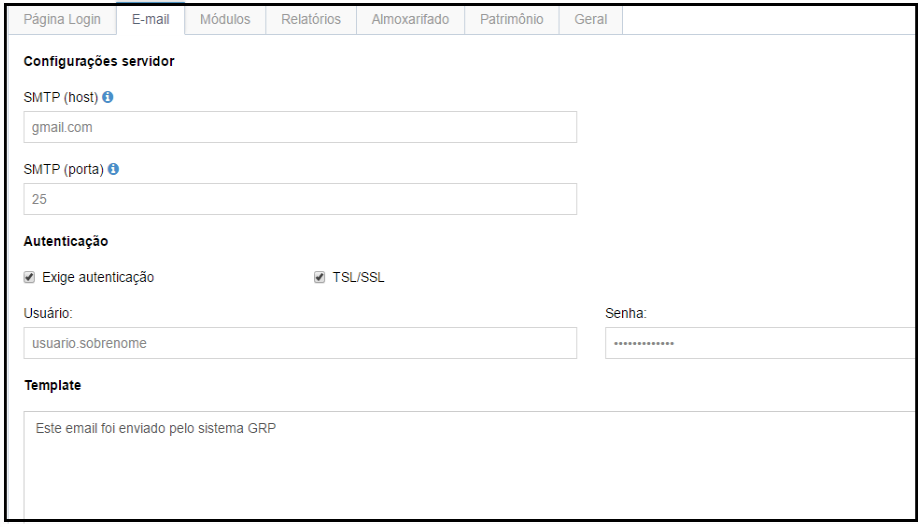 Página Login E-mail Módulos Relatórios Almoxarifado Patrimônio Geral
Configurações servidor
SMTP (host)
gmail.com
SMTP (porta)
25
Autenticação
Exige autenticação TSL/SSL
Usuário: Senha:
usuario.sobrenome •••••••••••••
Template
Este email foi enviado pelo sistema GRP